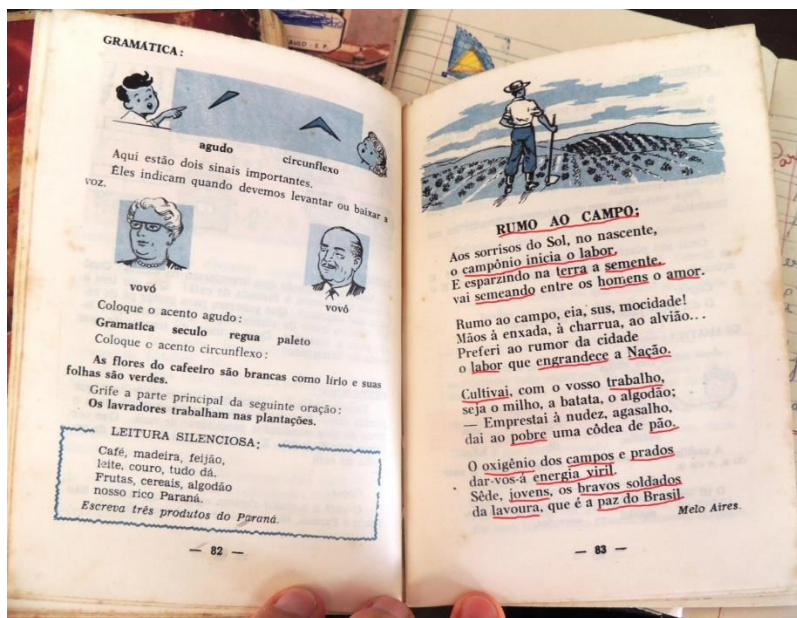 AULO - S.P.
GRAMATICA:
agudo
circunflexo
Aqui estão dois sinais importantes.
Eles indicam quando devemos levantar ou baixar a
voz.
vovó
vovô
Coloque o acento agudo:
Gramatica seculo regua paleto
Coloque o acento circunflexo:
As flores do cafeeiro são brancas como lírio e suas
folhas são verdes.
Grife a parte principal da seguinte oração:
Os lavradores trabalham nas plantações.
LEITURA SILENCIOSA:
Café, madeira, feijão,
leite, couro, tudo dá.
Frutas, cereais, algodão
nosso rico Paraná.
Escreva três produtos do Paraná.
— 82 —
RUMO AO CAMPO:
Aos sorrisos do Sol, no nascente,
o campônio inicia o labor.
E esparzindo na terra a semente,
vai semeando entre os homens o amor.
Rumo ao campo, eia, sus, mocidade!
Mãos à enxada, à charrua, ao alvião...
Preferi ao rumor da cidade
o labor que engrandece a Nação.
Cultivai, com o vosso trabalho,
seja o milho, a batata, o algodão;
— Emprestai à nudez, agasalho,
dai ao pobre uma côdea de pão.
O oxigênio dos campos e prados
dar-vos-á energia viril.
Sêde, jovens, os bravos soldados
da lavoura, que é a paz do Brasil.
Melo Aires.
— 83 —